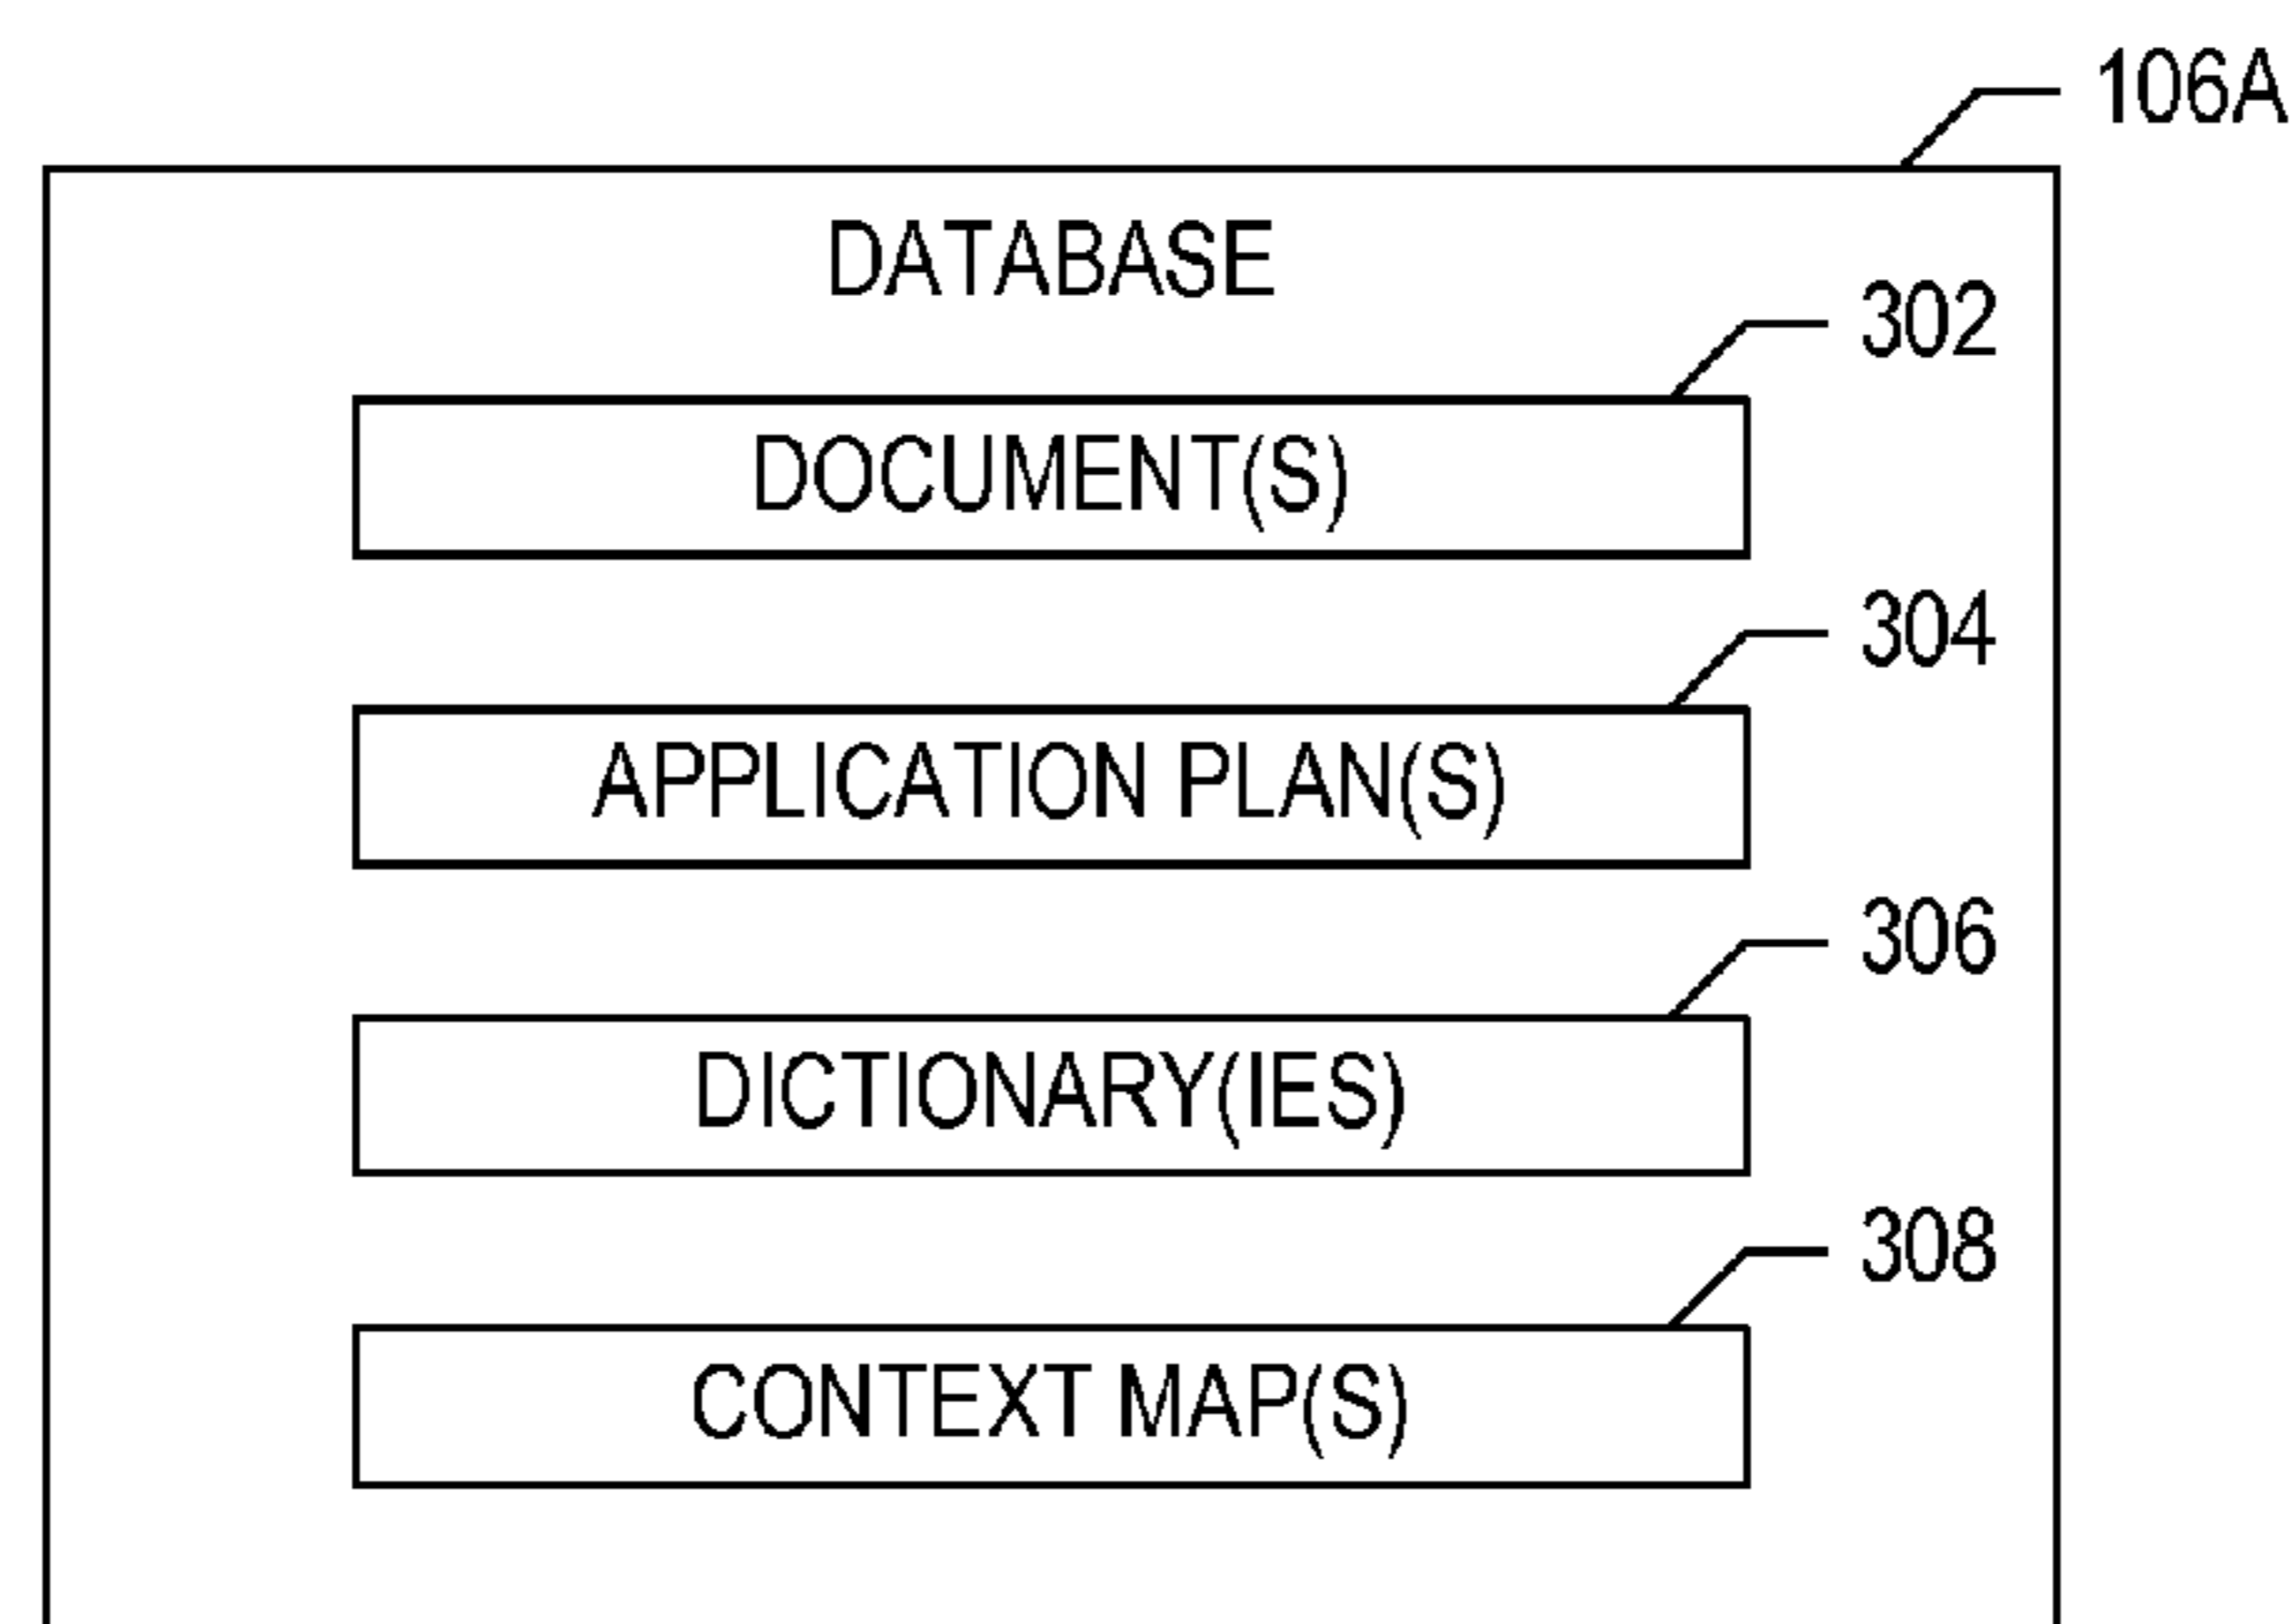 106A
DATABASE
302
DOCUMENT(S)
304
APPLICATION PLAN(S)
306
DICTIONARY(IES)
308
CONTEXT MAP(S)